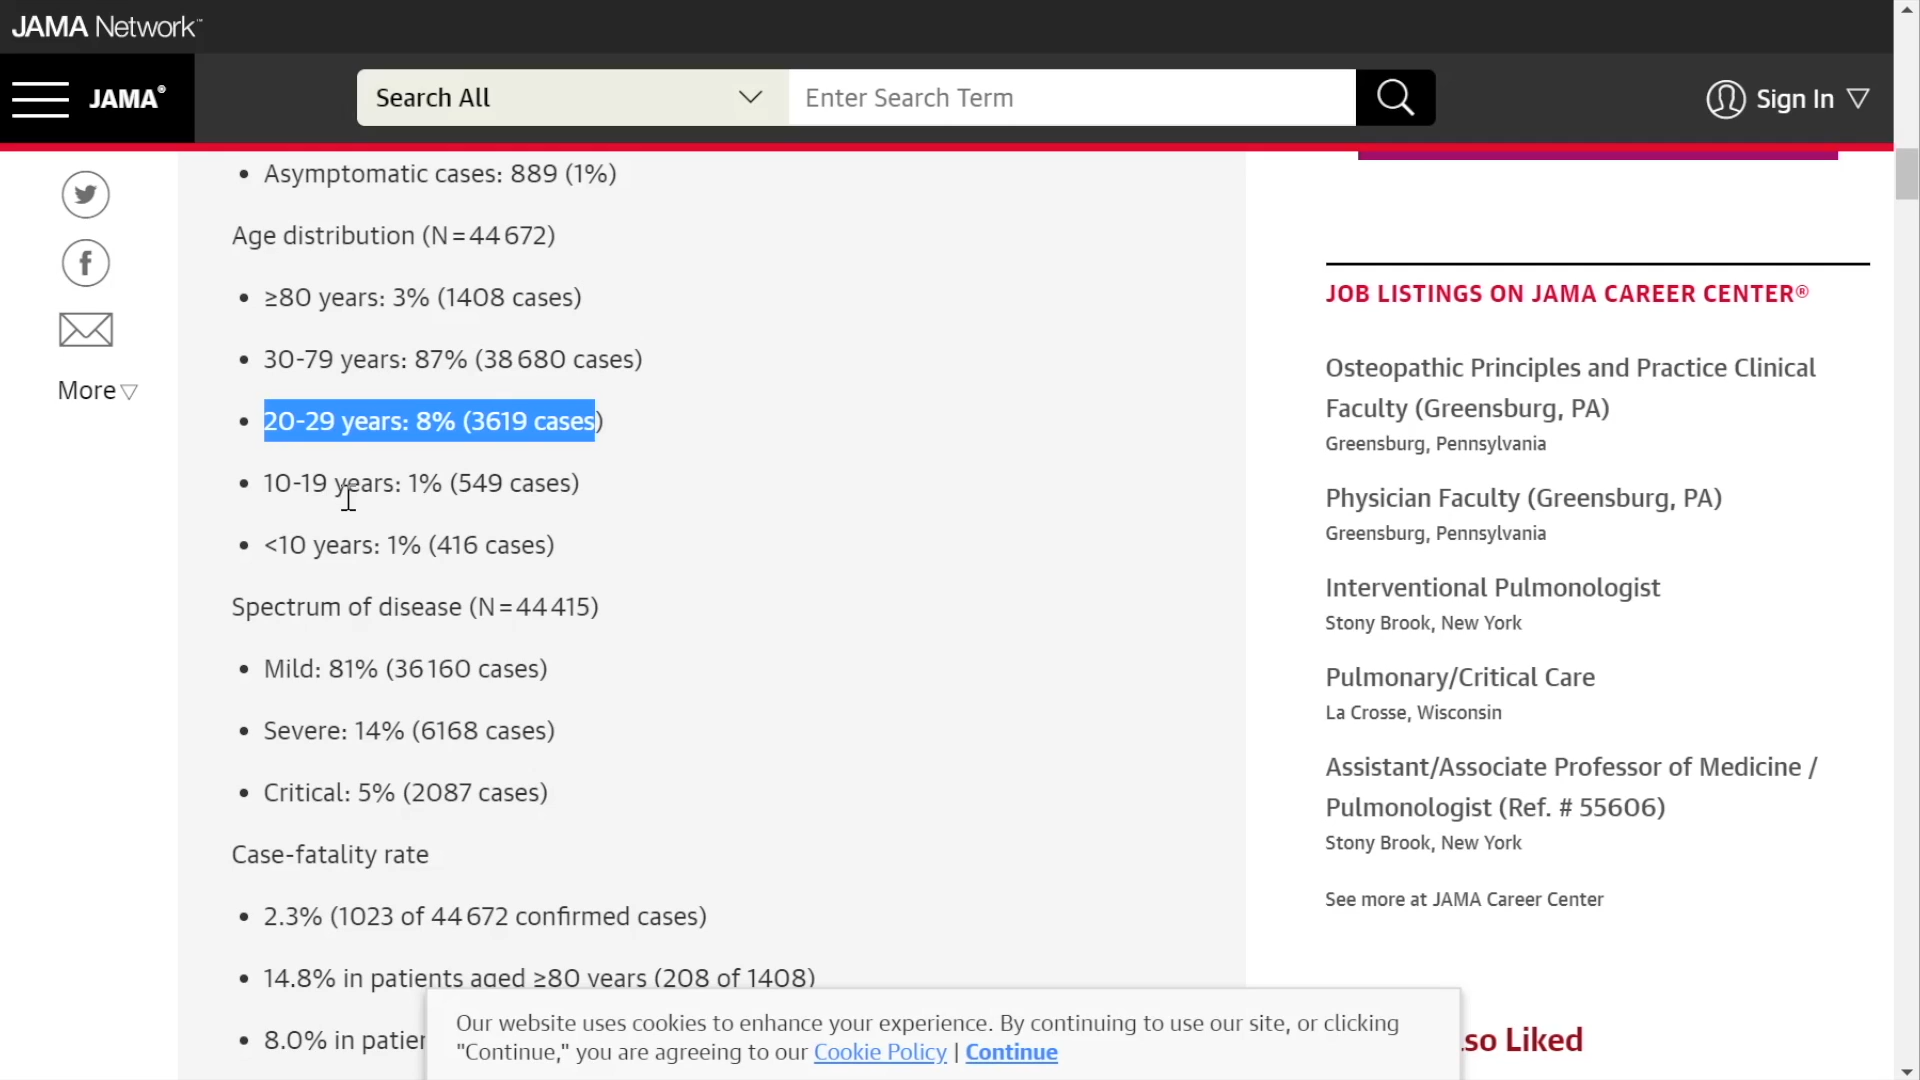 JAMA Network™
JAMA®
Search All
Enter Search Term
Sign In
Asymptomatic cases: 889 (1%)
Age distribution (N = 44 672)
≥80 years: 3% (1408 cases)
30-79 years: 87% (38 680 cases)
20-29 years: 8% (3619 cases)
10-19 years: 1% (549 cases)
<10 years: 1% (416 cases)
Spectrum of disease (N = 44 415)
Mild: 81% (36 160 cases)
Severe: 14% (6168 cases)
Critical: 5% (2087 cases)
Case-fatality rate
2.3% (1023 of 44 672 confirmed cases)
14.8% in patients aged ≥80 years (208 of 1408)
8.0% in
More
JOB LISTINGS ON JAMA CAREER CENTER®
Osteopathic Principles and Practice Clinical
Faculty (Greensburg, PA)
Greensburg, Pennsylvania
Physician Faculty (Greensburg, PA)
Greensburg, Pennsylvania
Interventional Pulmonologist
Stony Brook, New York
Pulmonary/Critical Care
La Crosse, Wisconsin
Assistant/Associate Professor of Medicine /
Pulmonologist (Ref. # 55606)
Stony Brook, New York
See more at JAMA Career Center
Liked
Our website uses cookies to enhance your experience. By continuing to use our site, or clicking
"Continue," you are agreeing to our Cookie Policy | Continue